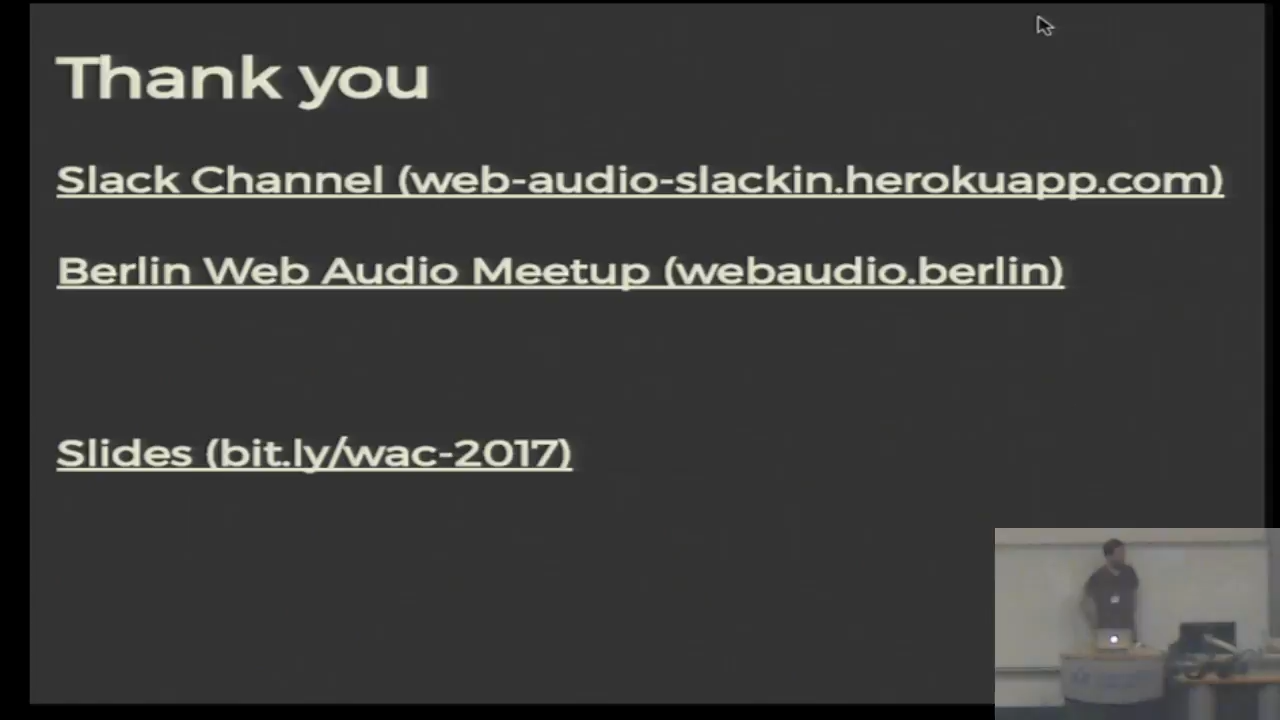 Thank you
Slack Channel (web-audio-slackin.herokuapp.com)
Berlin Web Audio Meetup (webaudio.berlin)
Slides (bit.ly/wac-2017)